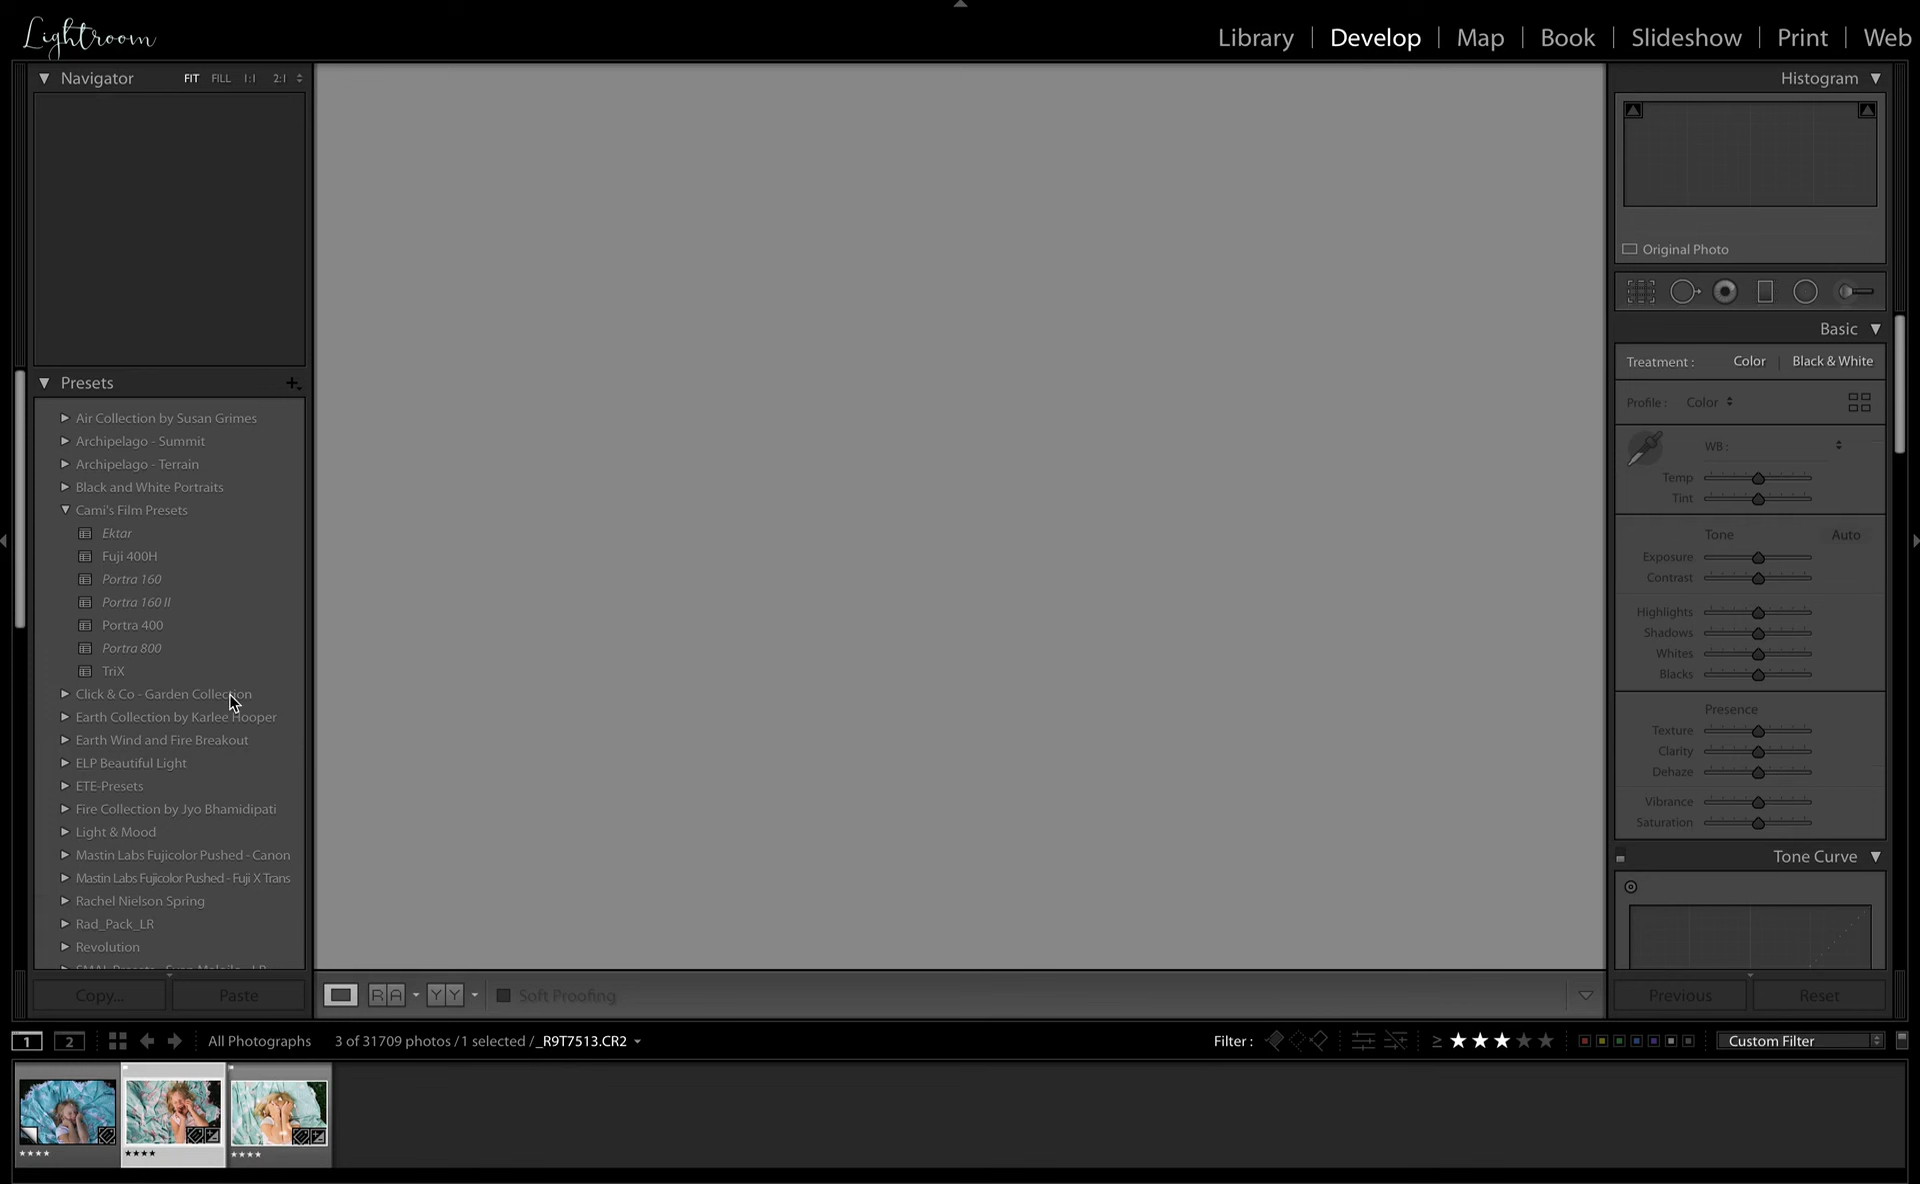 Lightroom
Library | Develop | Map | Book | Slideshow | Print | Web
Navigator FIT FILL 1:1 2:1
Presets
Air Collection by Susan Grimes
Archipelago - Summit
Archipelago - Terrain
Black and White Portraits
Cami's Film Presets
Ektar
Fuji 400H
Portra 160
Portra 160 II
Portra 400
Portra 800
TriX
Click & Co - Garden Collection
Earth Collection by Karlee Hooper
Earth Wind and Fire Breakout
ELP Beautiful Light
ETE-Presets
Fire Collection by Jyo Bhamidipati
Light & Mood
Mastin Labs Fujicolor Pushed - Canon
Mastin Labs Fujicolor Pushed - Fuji X Trans
Rachel Nielson Spring
Rad_Pack_LR
Revolution
Copy... Paste
R A Y Y Soft Proofing
Histogram
Original Photo
Basic
Treatment : Color | Black & White
Profile : Color
WB :
Temp
Tint
Tone Auto
Exposure
Contrast
Highlights
Shadows
Whites
Blacks
Presence
Texture
Clarity
Dehaze
Vibrance
Saturation
Tone Curve
Previous Reset
1 2 All Photographs 3 of 31709 photos / 1 selected / _R9T7513.CR2 Filter : ≥ ★★★★★ Custom Filter
★★★★ ★★★★ ★★★★